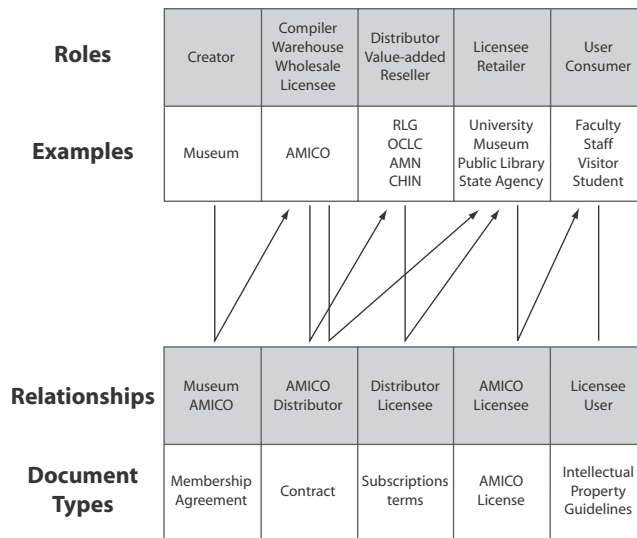 Roles
Creator
Compiler
Warehouse
Wholesale
Licensee
Distributor
Value-added
Reseller
Licensee
Retailer
User
Consumer
Examples
Museum
AMICO
RLG
OCLC
AMN
CHIN
University
Museum
Public Library
State Agency
Faculty
Staff
Visitor
Student
Relationships
Museum
AMICO
AMICO
Distributor
Distributor
Licensee
AMICO
Licensee
Licensee
User
Document
Types
Membership
Agreement
Contract
Subscriptions
terms
AMICO
License
Intellectual
Property
Guidelines